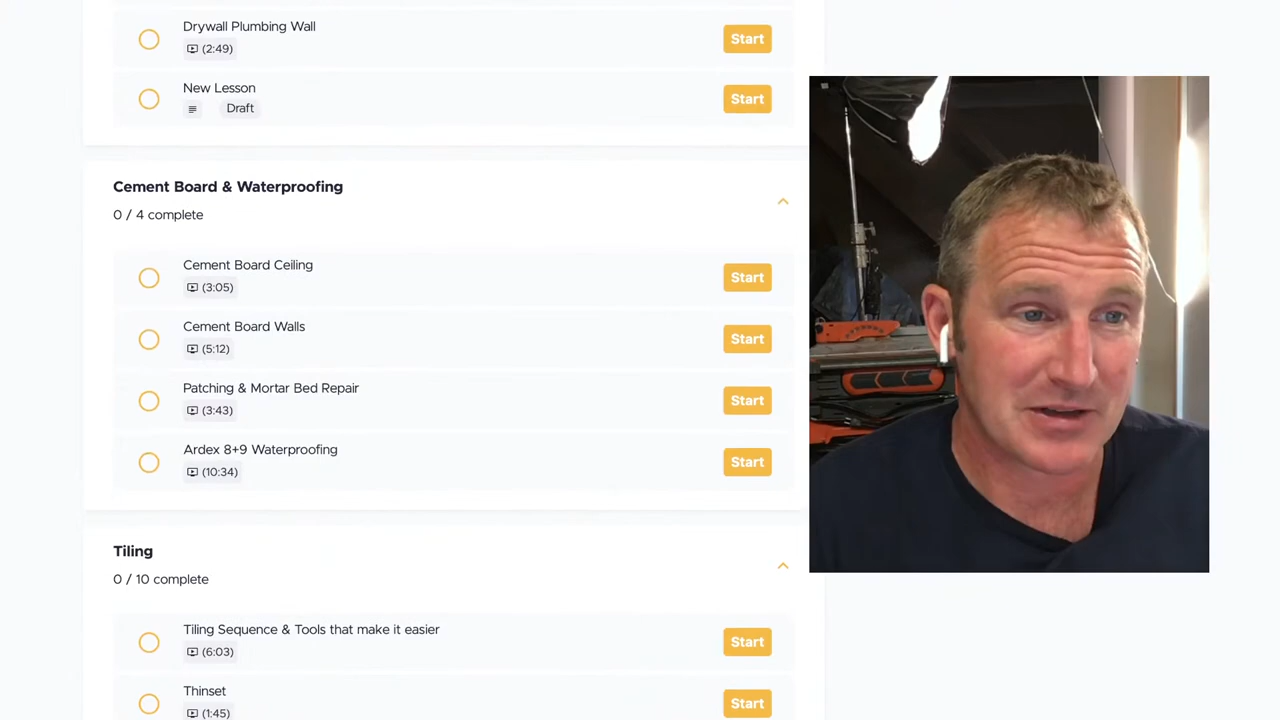 Drywall Plumbing Wall
(2:49)
Start
New Lesson
Draft
Start
Cement Board & Waterproofing
0 / 4 complete
Cement Board Ceiling
(3:05)
Start
Cement Board Walls
(5:12)
Start
Patching & Mortar Bed Repair
(3:43)
Start
Ardex 8+9 Waterproofing
(10:34)
Start
Tiling
0 / 10 complete
Tiling Sequence & Tools that make it easier
(6:03)
Start
Thinset
(1:45)
Start